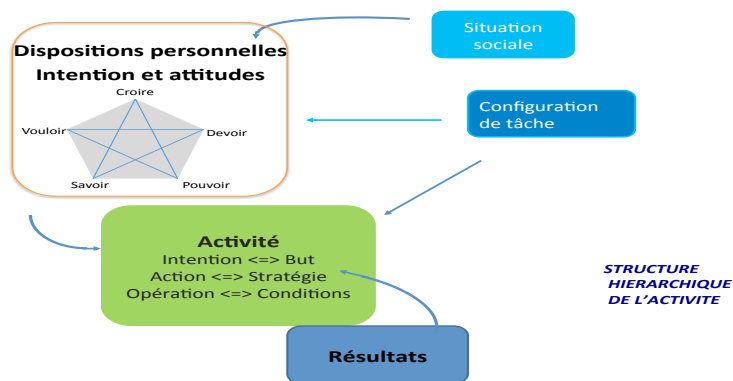 Situation
sociale
Dispositions personnelles
Intention et attitudes
Croire
Vouloir
Devoir
Savoir
Pouvoir
Configuration
de tâche
Activité
Intention <=> But
Action <=> Stratégie
Opération <=> Conditions
STRUCTURE
HIERARCHIQUE
DE L'ACTIVITE
Résultats